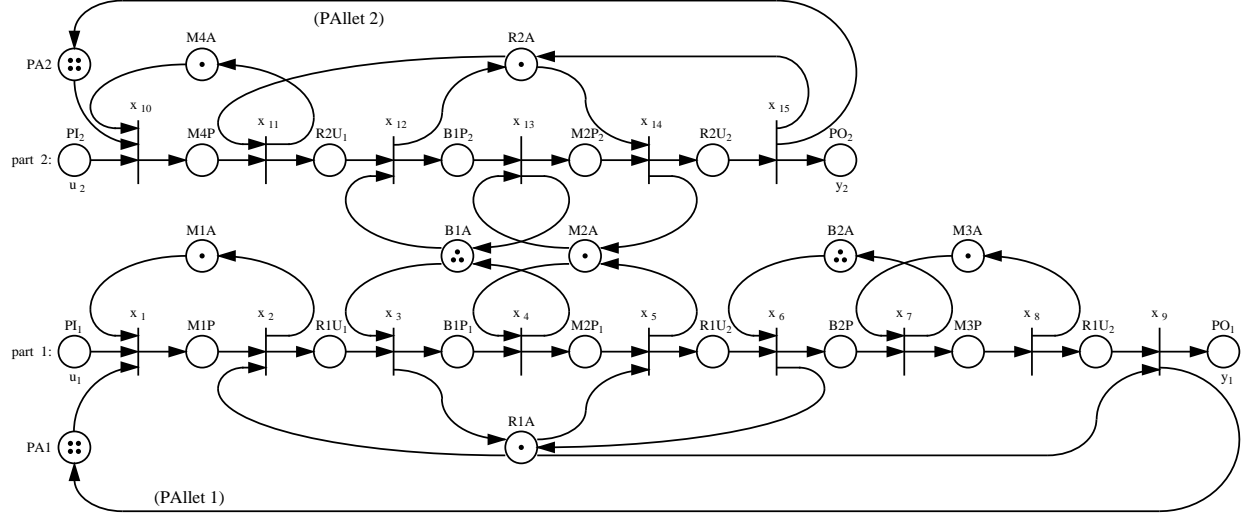 (PAllet 2)
M4A
R2A
PA2
x 10
x 11
x 12
x 13
x 14
x 15
PI2
M4P
R2U1
B1P2
M2P2
R2U2
PO2
part 2:
u 2
y2
M1A
B1A
M2A
B2A
M3A
x 1
x 2
x 3
x 4
x 5
x 6
x 7
x 8
x 9
PI1
M1P
R1U1
B1P1
M2P1
R1U2
B2P
M3P
R1U2
PO1
part 1:
u1
y1
R1A
PA1
(PAllet 1)